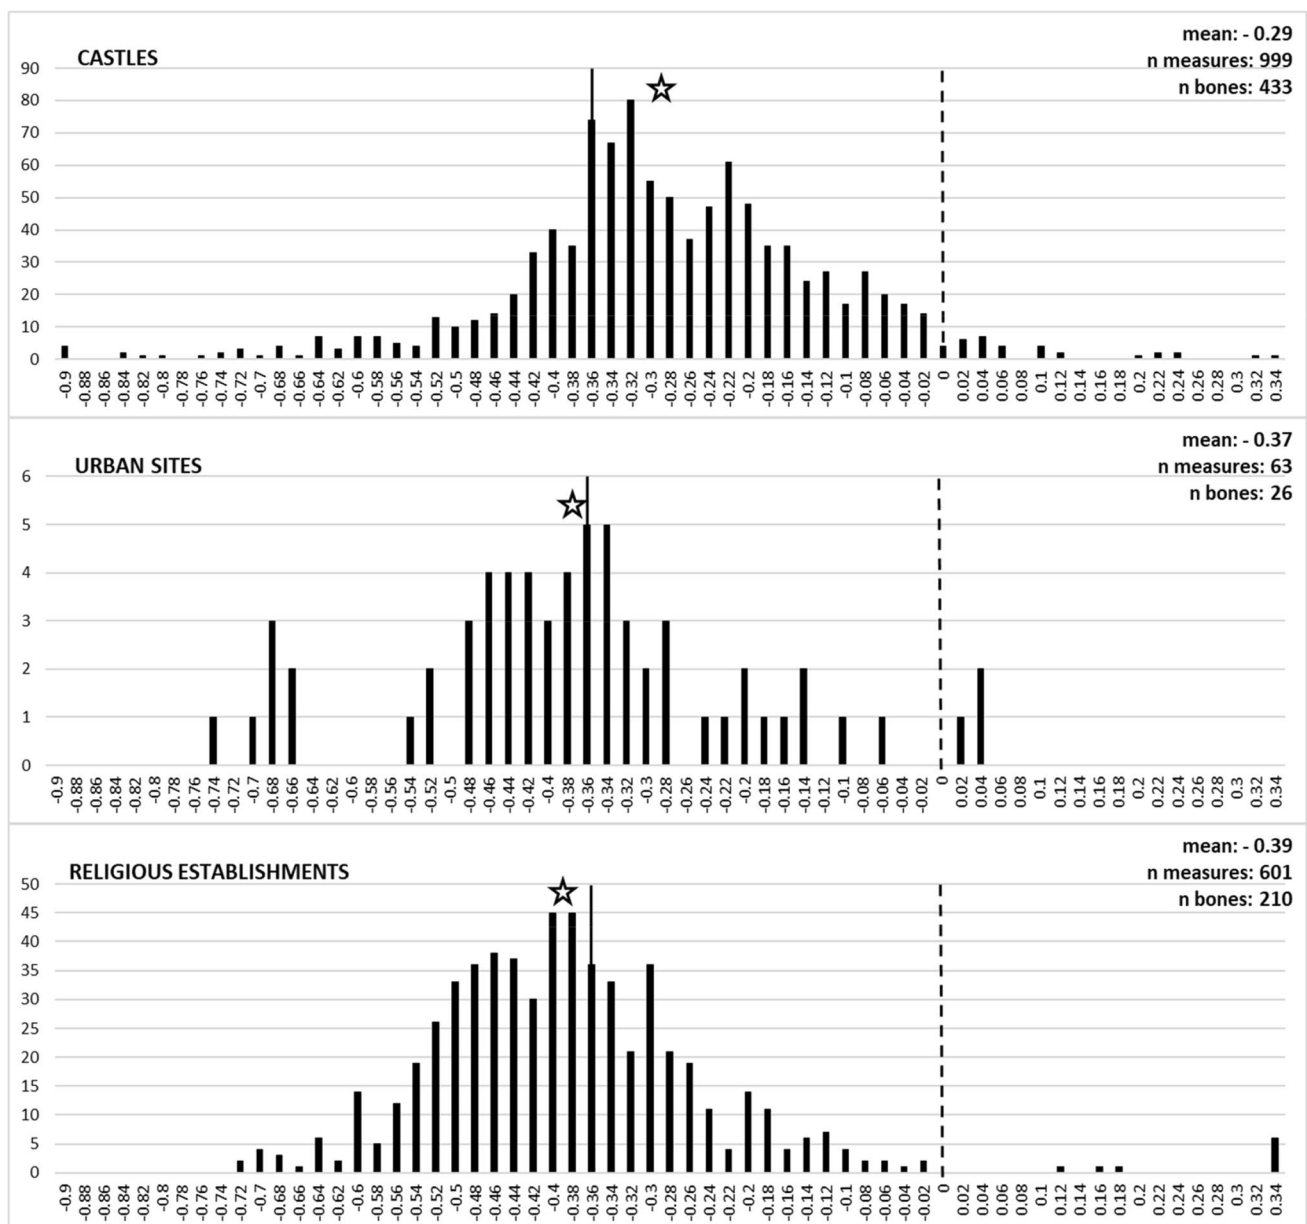 CASTLES
mean: - 0.29
n measures: 999
n bones: 433
90
80
70
60
50
40
30
20
10
0
-0.9 -0.88 -0.86 -0.84 -0.82 -0.8 -0.78 -0.76 -0.74 -0.72 -0.7 -0.68 -0.66 -0.64 -0.62 -0.6 -0.58 -0.56 -0.54 -0.52 -0.5 -0.48 -0.46 -0.44 -0.42 -0.4 -0.38 -0.36 -0.34 -0.32 -0.3 -0.28 -0.26 -0.24 -0.22 -0.2 -0.18 -0.16 -0.14 -0.12 -0.1 -0.08 -0.06 -0.04 -0.02 0 0.02 0.04 0.06 0.08 0.1 0.12 0.14 0.16 0.18 0.2 0.22 0.24 0.26 0.28 0.3 0.32 0.34
URBAN SITES
mean: - 0.37
n measures: 63
n bones: 26
6
5
4
3
2
1
0
-0.9 -0.88 -0.86 -0.84 -0.82 -0.8 -0.78 -0.76 -0.74 -0.72 -0.7 -0.68 -0.66 -0.64 -0.62 -0.6 -0.58 -0.56 -0.54 -0.52 -0.5 -0.48 -0.46 -0.44 -0.42 -0.4 -0.38 -0.36 -0.34 -0.32 -0.3 -0.28 -0.26 -0.24 -0.22 -0.2 -0.18 -0.16 -0.14 -0.12 -0.1 -0.08 -0.06 -0.04 -0.02 0 0.02 0.04 0.06 0.08 0.1 0.12 0.14 0.16 0.18 0.2 0.22 0.24 0.26 0.28 0.3 0.32 0.34
RELIGIOUS ESTABLISHMENTS
mean: - 0.39
n measures: 601
n bones: 210
50
45
40
35
30
25
20
15
10
5
0
-0.9 -0.88 -0.86 -0.84 -0.82 -0.8 -0.78 -0.76 -0.74 -0.72 -0.7 -0.68 -0.66 -0.64 -0.62 -0.6 -0.58 -0.56 -0.54 -0.52 -0.5 -0.48 -0.46 -0.44 -0.42 -0.4 -0.38 -0.36 -0.34 -0.32 -0.3 -0.28 -0.26 -0.24 -0.22 -0.2 -0.18 -0.16 -0.14 -0.12 -0.1 -0.08 -0.06 -0.04 -0.02 0 0.02 0.04 0.06 0.08 0.1 0.12 0.14 0.16 0.18 0.2 0.22 0.24 0.26 0.28 0.3 0.32 0.34